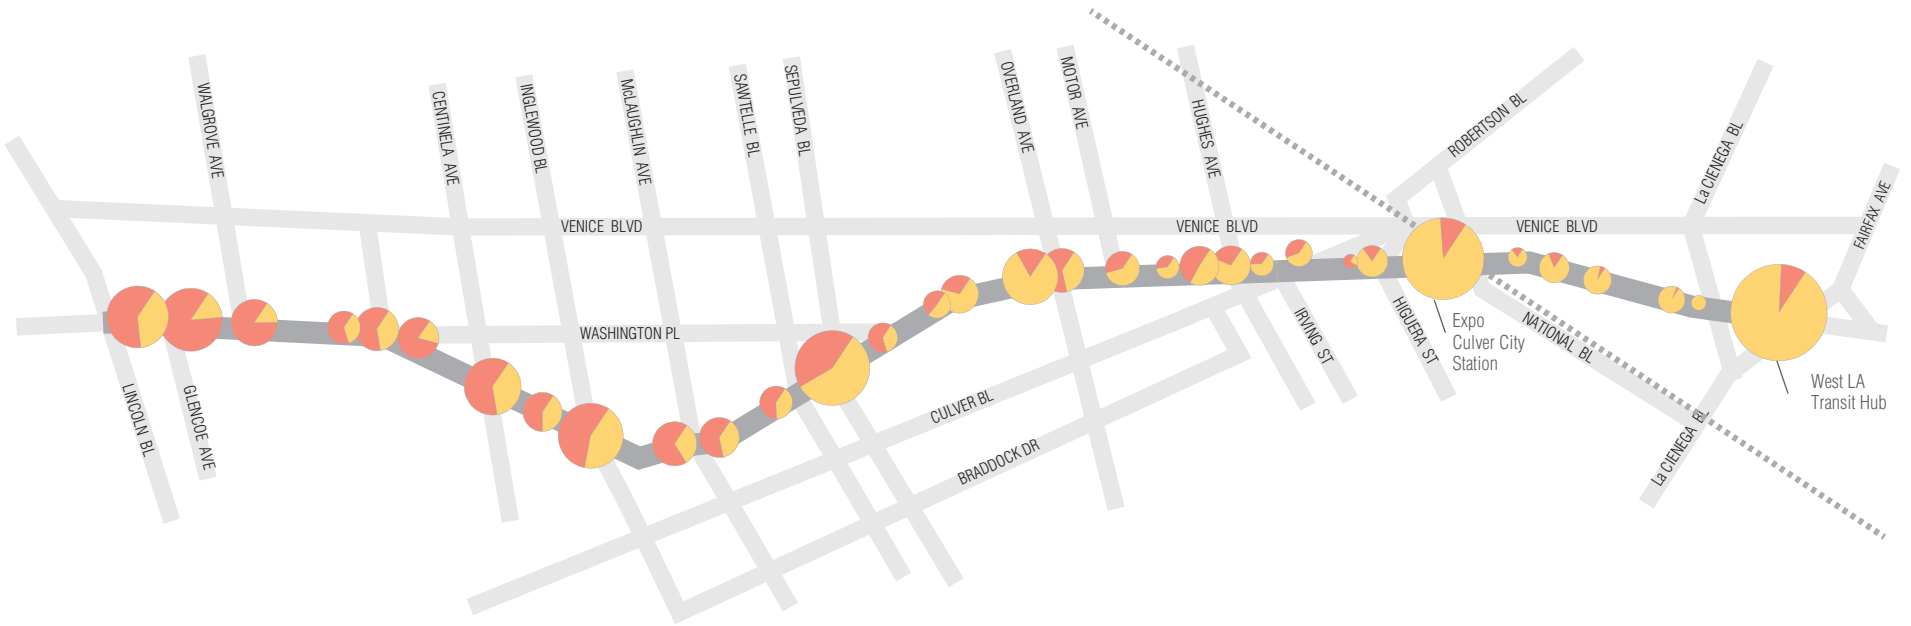 WALGROVE AVE
CENTINELA AVE
INGLEWOOD BL
McLAUGHLIN AVE
SAWTELLE BL
SEPULVEDA BL
OVERLAND AVE
MOTOR AVE
HUGHES AVE
ROBERTSON BL
La CIENEGA BL
FAIRFAX AVE
VENICE BLVD
VENICE BLVD
VENICE BLVD
WASHINGTON PL
LINCOLN BL
GLENCOE AVE
CULVER BL
BRADDOCK DR
IRVING ST
HIGUERA ST
Expo
Culver City
Station
NATIONAL BL
West LA
Transit Hub
La CIENEGA BL